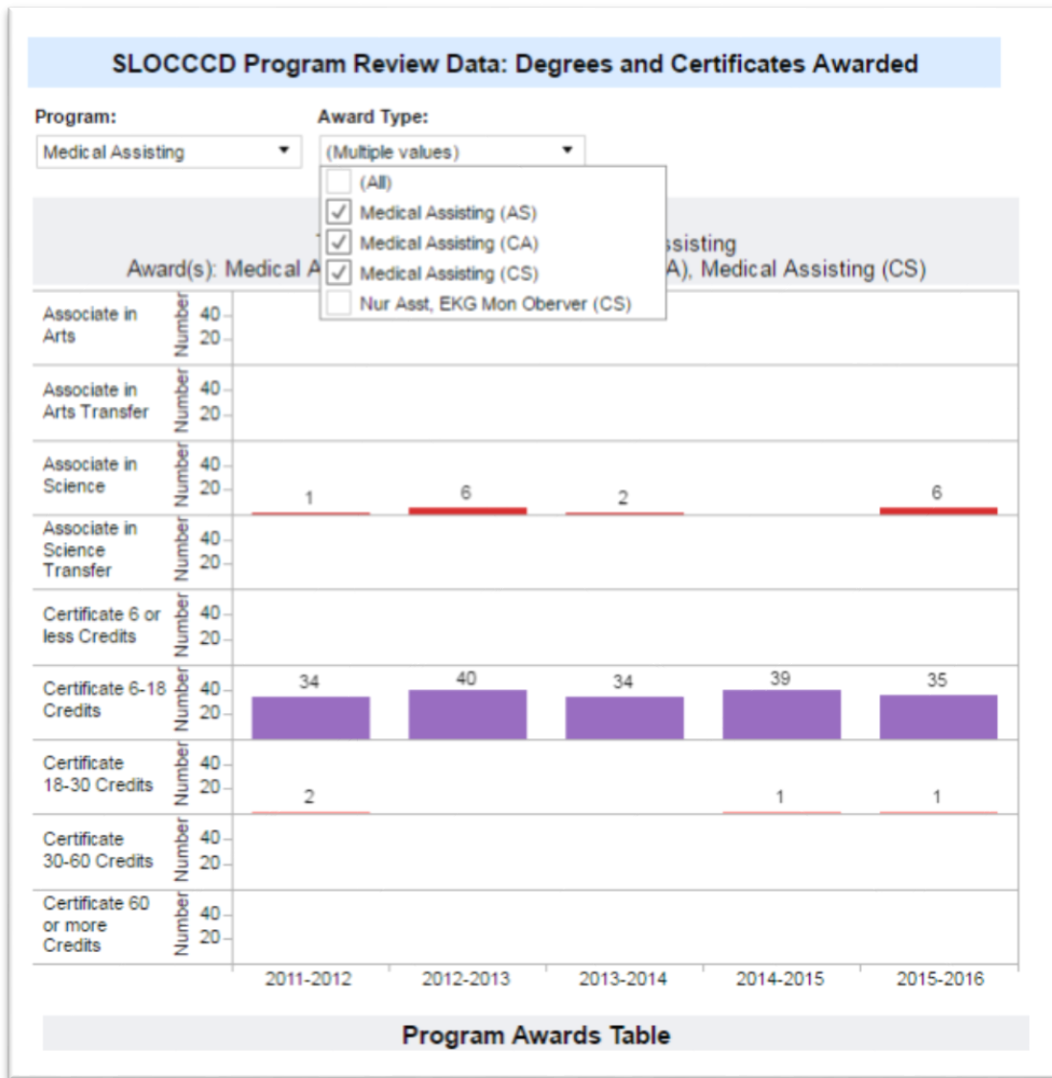 SLOCCCD Program Review Data: Degrees and Certificates Awarded
Program:
Award Type:
Medical Assisting
(Multiple values)
(All)
Medical Assisting (AS)
Medical Assisting (CA)
Medical Assisting (CS)
Nur Asst, EKG Mon Oberver (CS)
ssisting
Award(s): Medical A A), Medical Assisting (CS)
Associate in
Arts
Number
40
20
Associate in
Arts Transfer
Number
40
20
Associate in
Science
Number
40
20
1
6
2
6
Associate in
Science
Transfer
Number
40
20
Certificate 6 or
less Credits
Number
40
20
Certificate 6-18
Credits
Number
40
20
34
40
34
39
35
Certificate
18-30 Credits
Number
40
20
2
1
1
Certificate
30-60 Credits
Number
40
20
Certificate 60
or more
Credits
Number
40
20
2011-2012
2012-2013
2013-2014
2014-2015
2015-2016
Program Awards Table